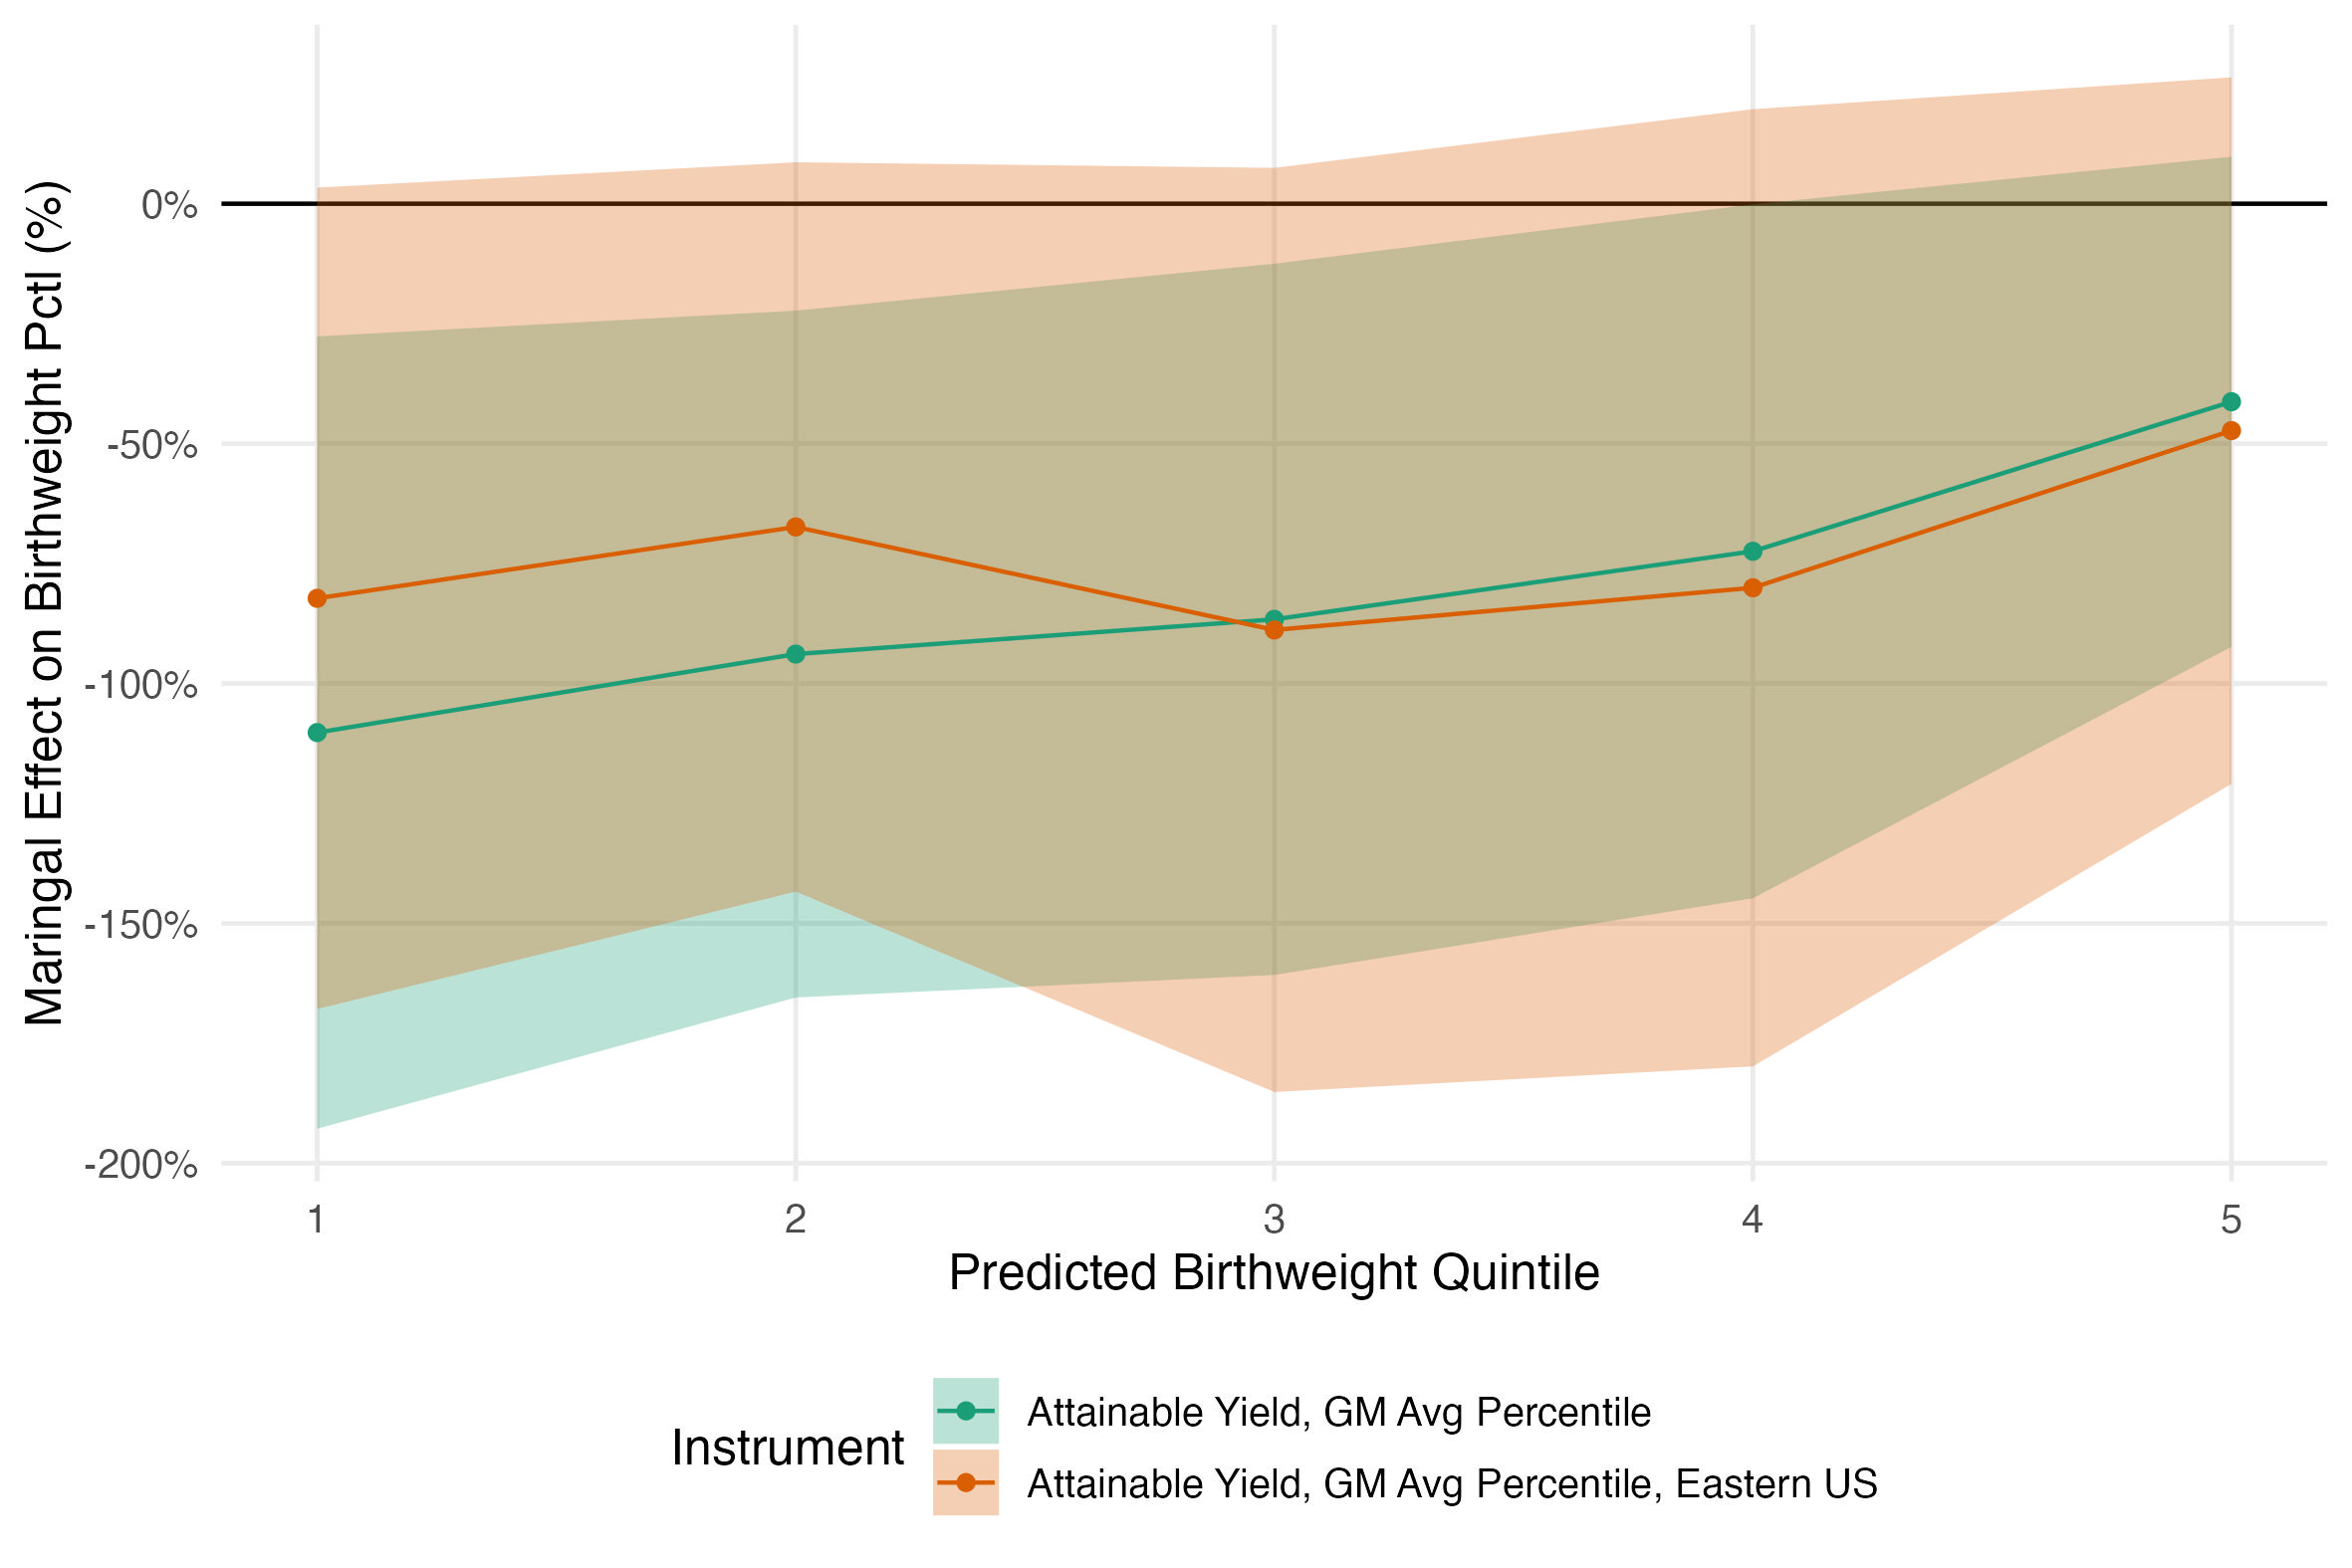 Maringal Effect on Birthweight Pctl (%)
0%
-50%
-100%
-150%
-200%
1 2 3 4 5
Predicted Birthweight Quintile
Instrument
Attainable Yield, GM Avg Percentile
Attainable Yield, GM Avg Percentile, Eastern US